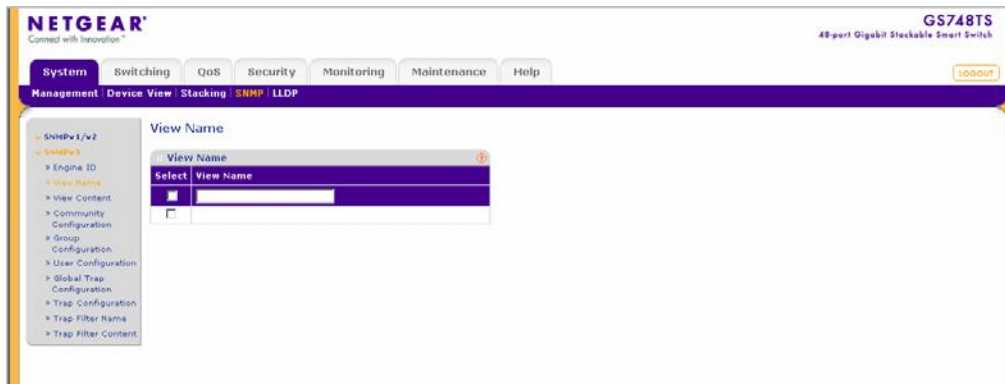 NETGEAR®
Connect with Innovation™
GS748TS
48-port Gigabit Stackable Smart Switch
System Switching QoS Security Monitoring Maintenance Help
LOGOUT
Management Device View Stacking SNMP LLDP
SNMPv1/v2
SNMPv3
» Engine ID
» View Name
» View Content
» Community
Configuration
» Group
Configuration
» User Configuration
» Global Trap
Configuration
» Trap Configuration
» Trap Filter Name
» Trap Filter Content
View Name
View Name
Select View Name